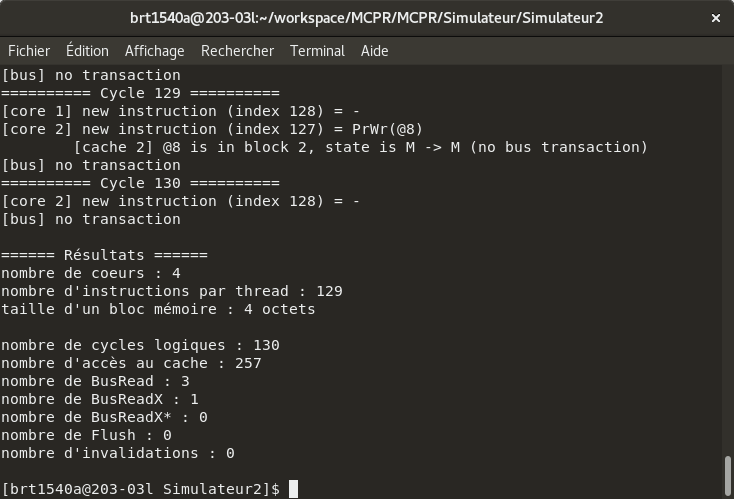 brt1540a@203-03l:~/workspace/MCPR/MCPR/Simulateur/Simulateur2
Fichier Édition Affichage Rechercher Terminal Aide
[bus] no transaction
========== Cycle 129 ==========
[core 1] new instruction (index 128) = -
[core 2] new instruction (index 127) = PrWr(@8)
[cache 2] @8 is in block 2, state is M -> M (no bus transaction)
[bus] no transaction
========== Cycle 130 ==========
[core 2] new instruction (index 128) = -
[bus] no transaction
====== Résultats ======
nombre de coeurs : 4
nombre d'instructions par thread : 129
taille d'un bloc mémoire : 4 octets
nombre de cycles logiques : 130
nombre d'accès au cache : 257
nombre de BusRead : 3
nombre de BusReadX : 1
nombre de BusReadX* : 0
nombre de Flush : 0
nombre d'invalidations : 0
[brt1540a@203-03l Simulateur2]$